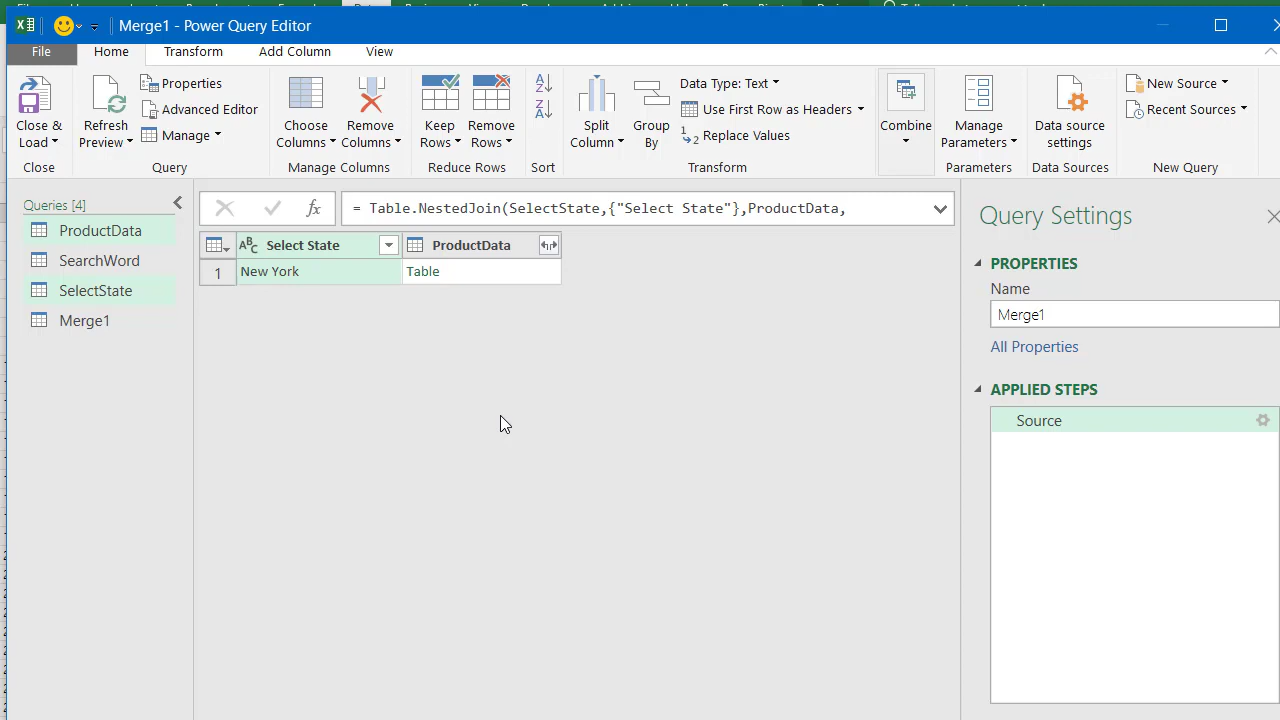 Merge1 - Power Query Editor
File Home Transform Add Column View
Close & Load
Close
Refresh Preview
Properties
Advanced Editor
Manage
Query
Choose Columns
Remove Columns
Manage Columns
Keep Rows
Remove Rows
Reduce Rows
Sort
Split Column
Group By
Data Type: Text
Use First Row as Headers
Replace Values
Transform
Combine
Manage Parameters
Parameters
Data source settings
Data Sources
New Source
Recent Sources
New Query
Queries [4]
ProductData
SearchWord
SelectState
Merge1
fx = Table.NestedJoin(SelectState,{"Select State"},ProductData,
ABC Select State ProductData
1 New York Table
Query Settings
PROPERTIES
Name
Merge1
All Properties
APPLIED STEPS
Source